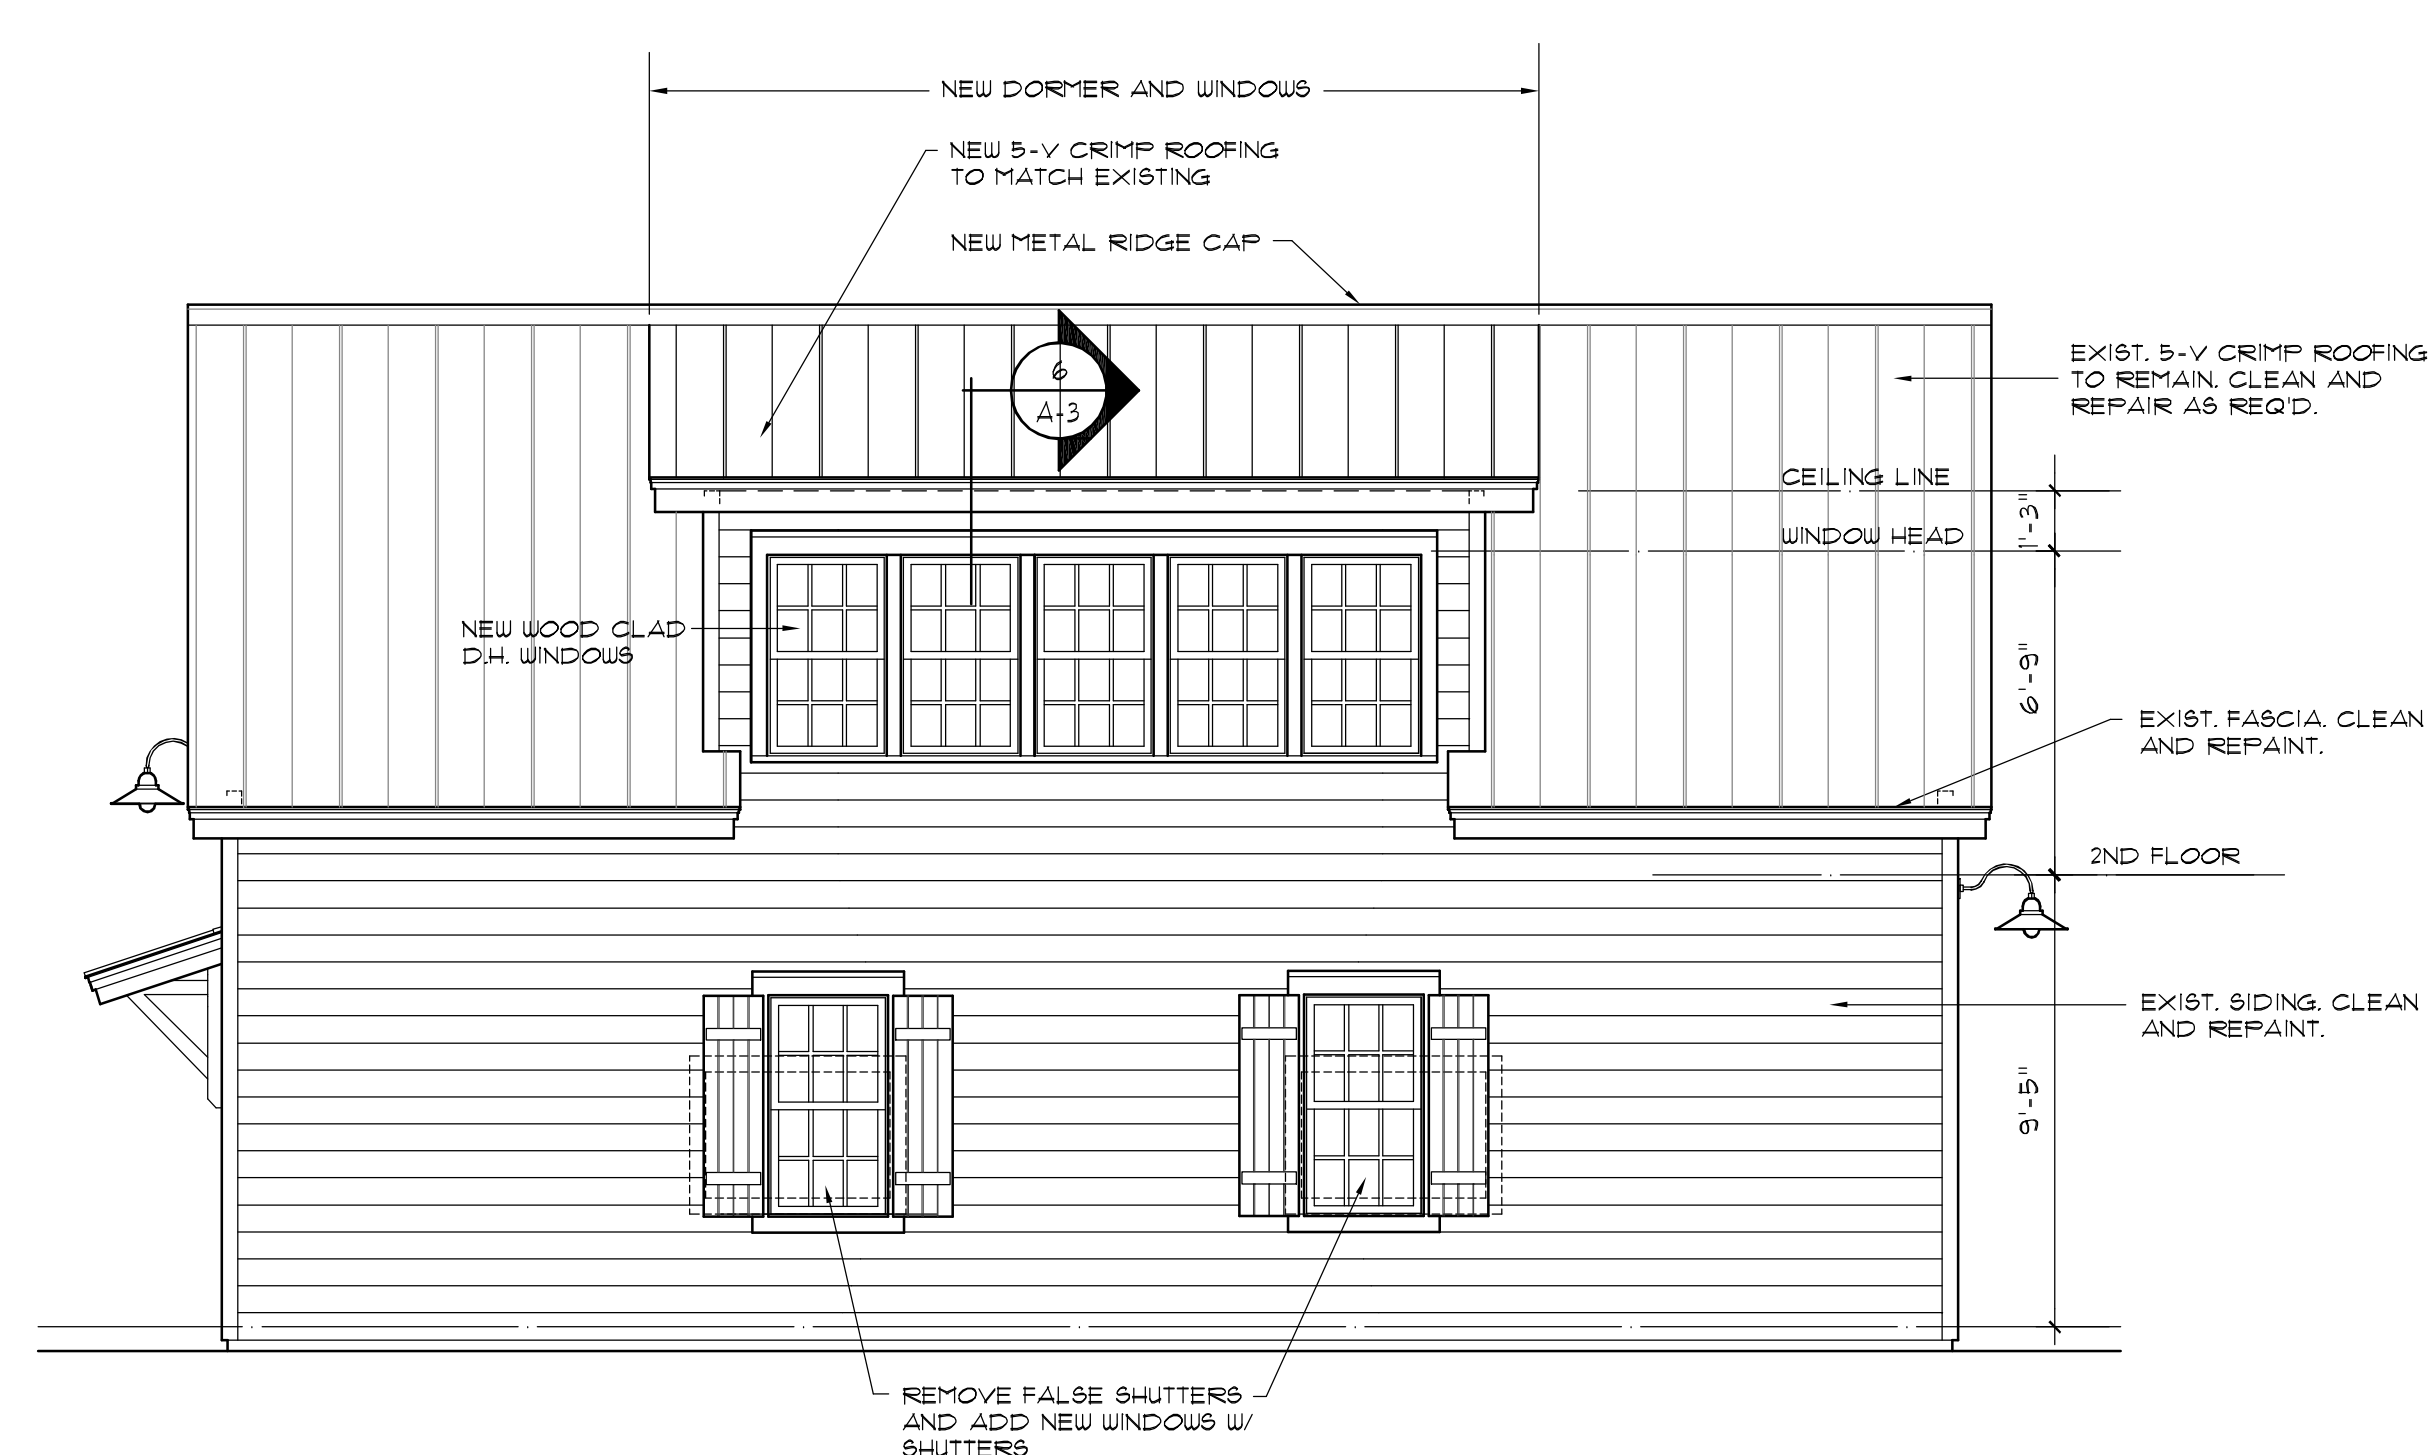 NEW DORMER AND WINDOWS
NEW 5-V CRIMP ROOFING
TO MATCH EXISTING
NEW METAL RIDGE CAP
6
A-3
EXIST. 5-V CRIMP ROOFING
TO REMAIN. CLEAN AND
REPAIR AS REQ'D.
CEILING LINE
1'-3"
WINDOW HEAD
NEW WOOD CLAD
D.H. WINDOWS
6'-9"
EXIST. FASCIA. CLEAN
AND REPAINT.
2ND FLOOR
EXIST. SIDING. CLEAN
AND REPAINT.
9'-5"
REMOVE FALSE SHUTTERS
AND ADD NEW WINDOWS W/
SHUTTERS